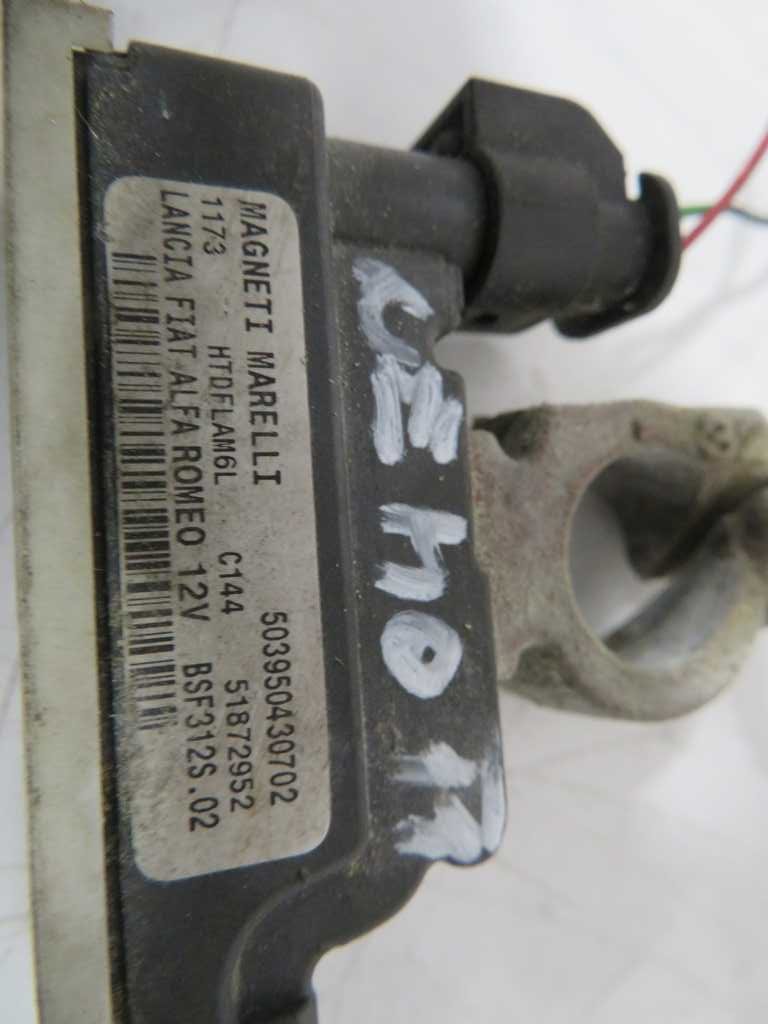 MAGNETI MARELLI 503950430702
1173 HTDFLAM6L C144 51872952
LANCIA FIAT ALFA ROMEO 12V BSF312S.02